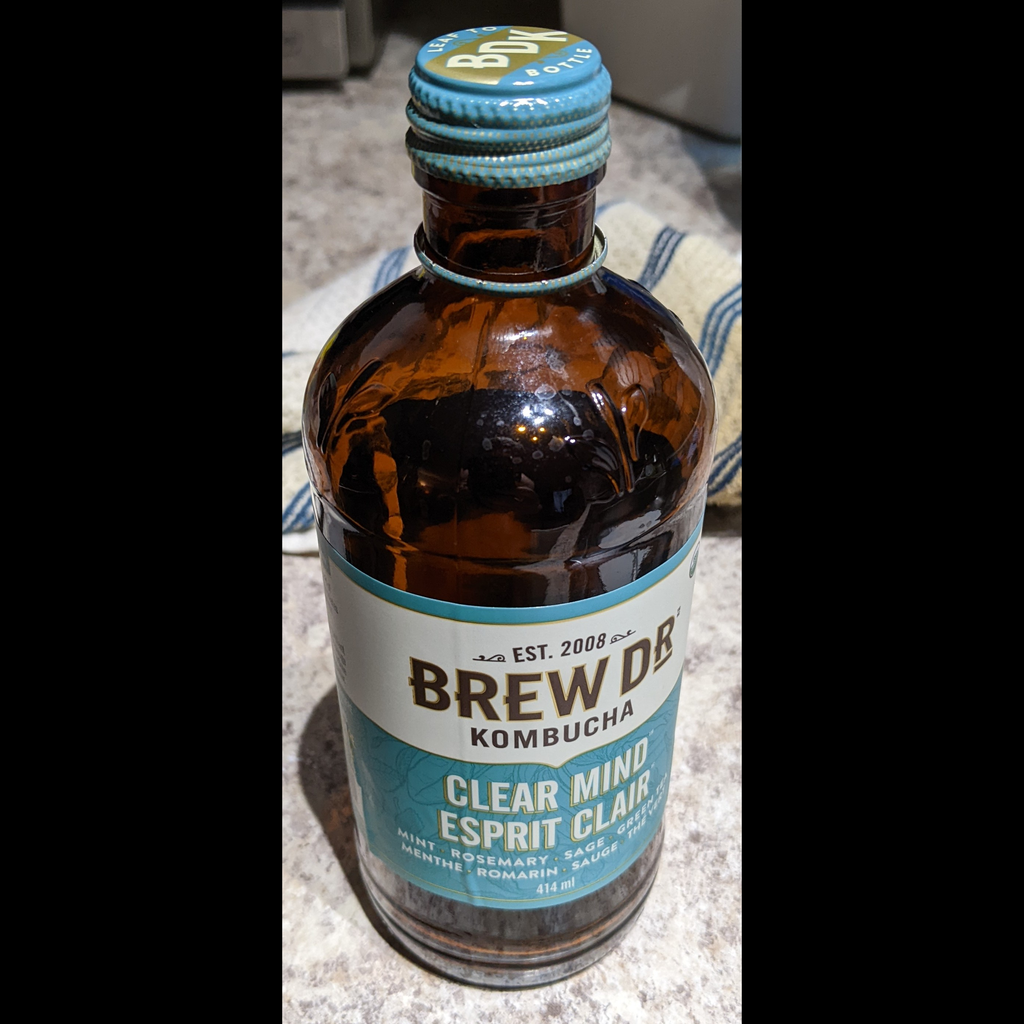 LEAF TO
BDK
BOTTLE
EST. 2008
BREW DR
KOMBUCHA
CLEAR MIND
ESPRIT CLAIR
MINT · ROSEMARY · SAGE
MENTHE · ROMARIN · SAUGE
414 ml